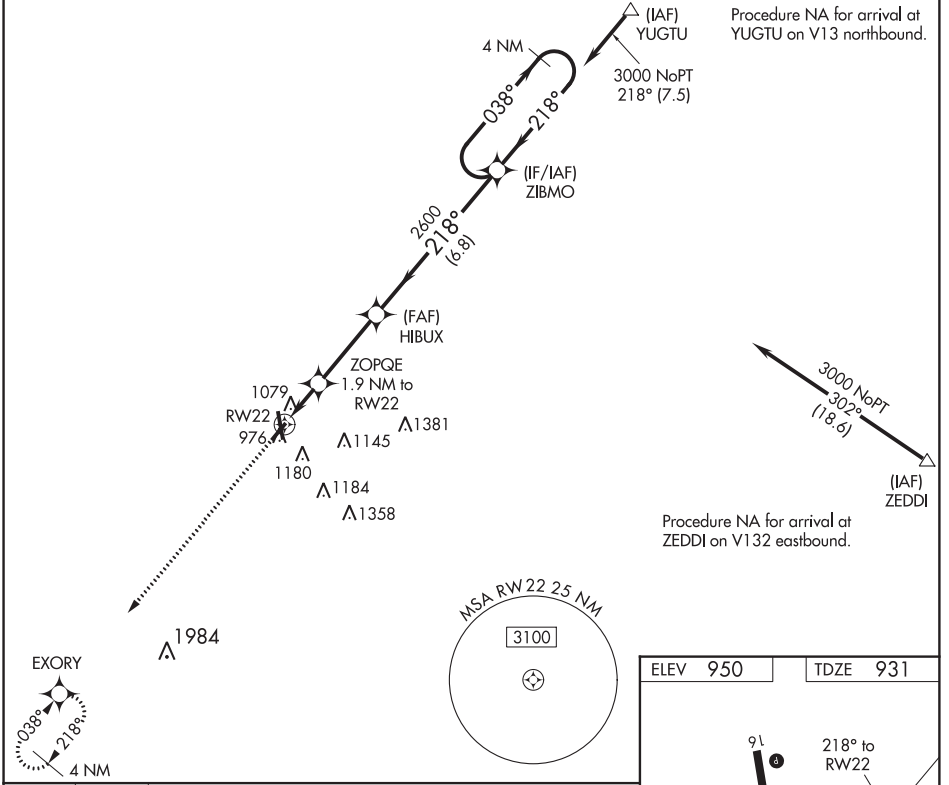 (IAF)
YUGTU
Procedure NA for arrival at
YUGTU on V13 northbound.
4 NM
3000 NoPT
218° (7.5)
038°
218°
(IF/IAF)
ZIBMO
2600
218°
(6.8)
(FAF)
HIBUX
ZOPQE
1.9 NM to
RW22
1079
RW22
976
1381
1145
1180
1184
1358
3000 NoPT
302°
(18.6)
(IAF)
ZEDDI
Procedure NA for arrival at
ZEDDI on V132 eastbound.
MSA RW22 25 NM
3100
1984
EXORY
038°
218°
4 NM
ELEV 950
TDZE 931
16
P
218° to
RW22